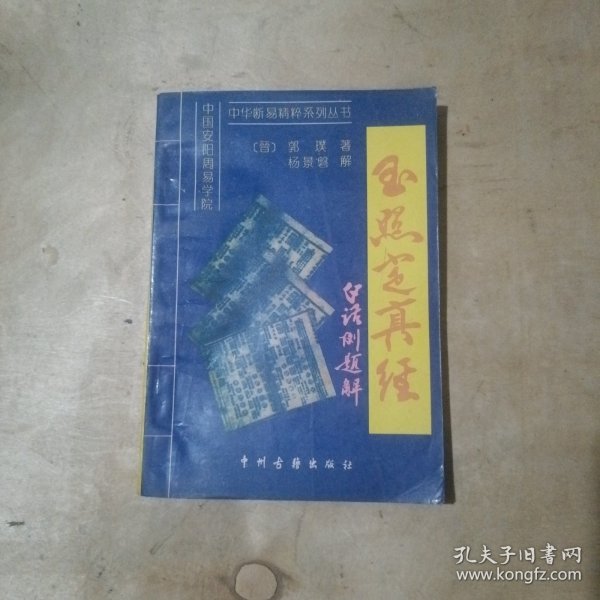 中国安阳周易学院
中华断易精粹系列丛书
〔晋〕郭 璞 著
杨景磐 解
玉照定真经
白话例题解
中州古籍出版社
孔夫子旧书网
www.kongfz.com